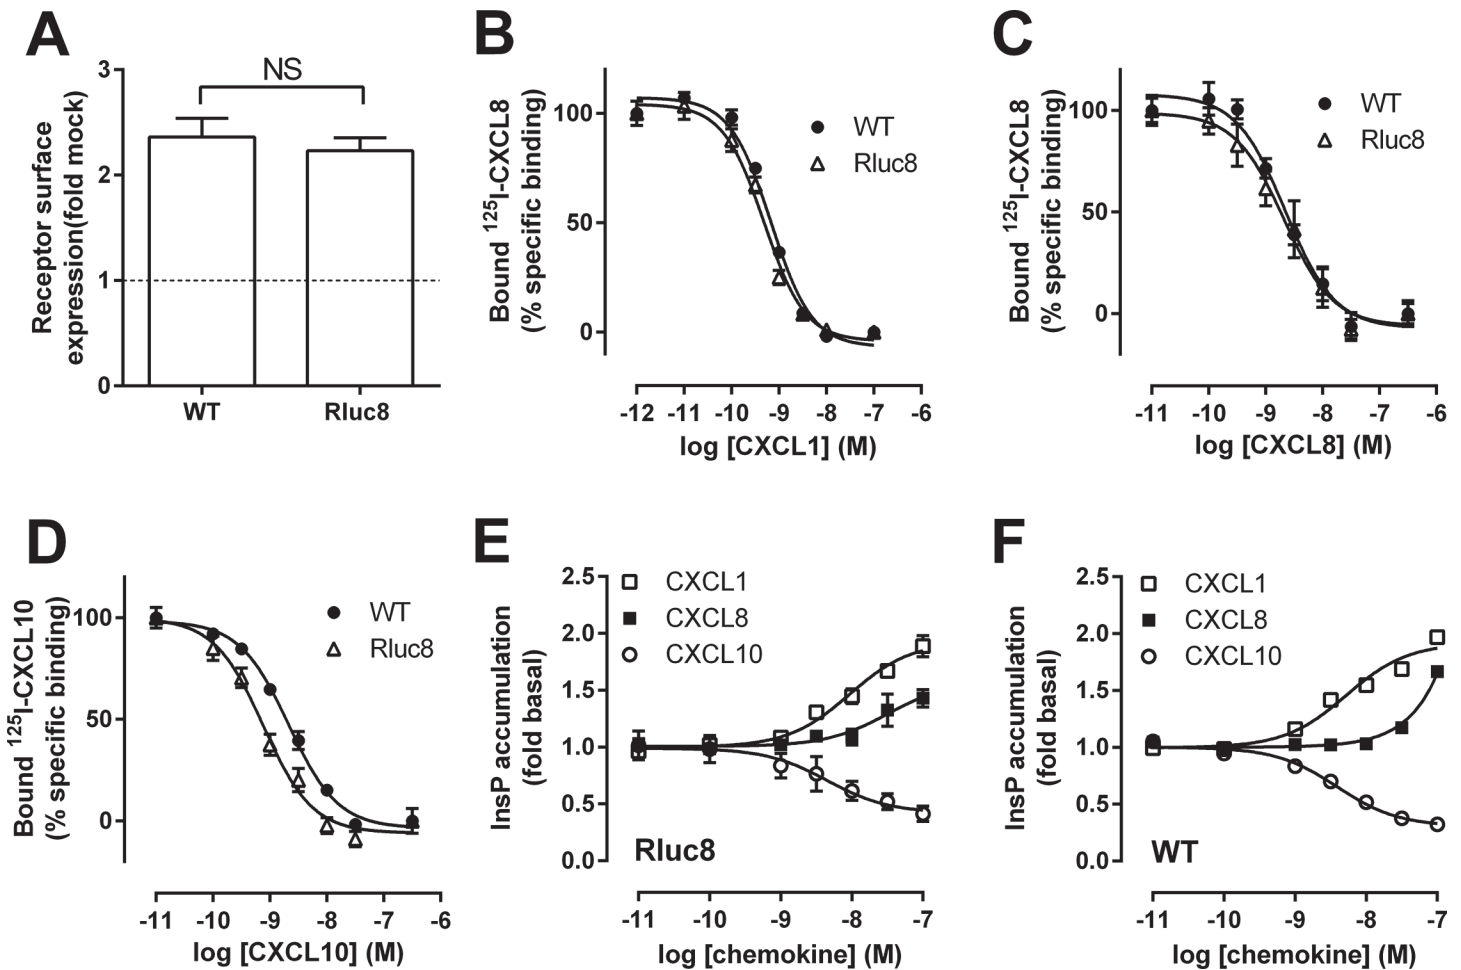 A
Receptor surface
expression(fold mock)
3
2
1
0
NS
WT
Rluc8
B
Bound 125I-CXCL8
(% specific binding)
100
50
0
WT
Rluc8
-12 -11 -10 -9 -8 -7 -6
log [CXCL1] (M)
C
Bound 125I-CXCL8
(% specific binding)
100
50
0
WT
Rluc8
-11 -10 -9 -8 -7 -6
log [CXCL8] (M)
D
Bound 125I-CXCL10
(% specific binding)
100
50
0
WT
Rluc8
-11 -10 -9 -8 -7 -6
log [CXCL10] (M)
E
InsP accumulation
(fold basal)
2.5
2.0
1.5
1.0
0.5
0.0
CXCL1
CXCL8
CXCL10
Rluc8
-11 -10 -9 -8 -7
log [chemokine] (M)
F
InsP accumulation
(fold basal)
2.5
2.0
1.5
1.0
0.5
0.0
CXCL1
CXCL8
CXCL10
WT
-11 -10 -9 -8 -7
log [chemokine] (M)